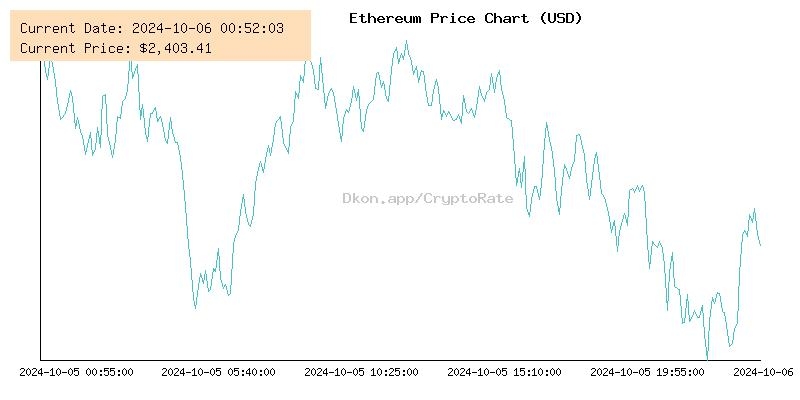 Ethereum Price Chart (USD)
Current Date: 2024-10-06 00:52:03
Current Price: $2,403.41
Dkon.app/CryptoRate
2024-10-05 00:55:00 2024-10-05 05:40:00 2024-10-05 10:25:00 2024-10-05 15:10:00 2024-10-05 19:55:00 2024-10-06